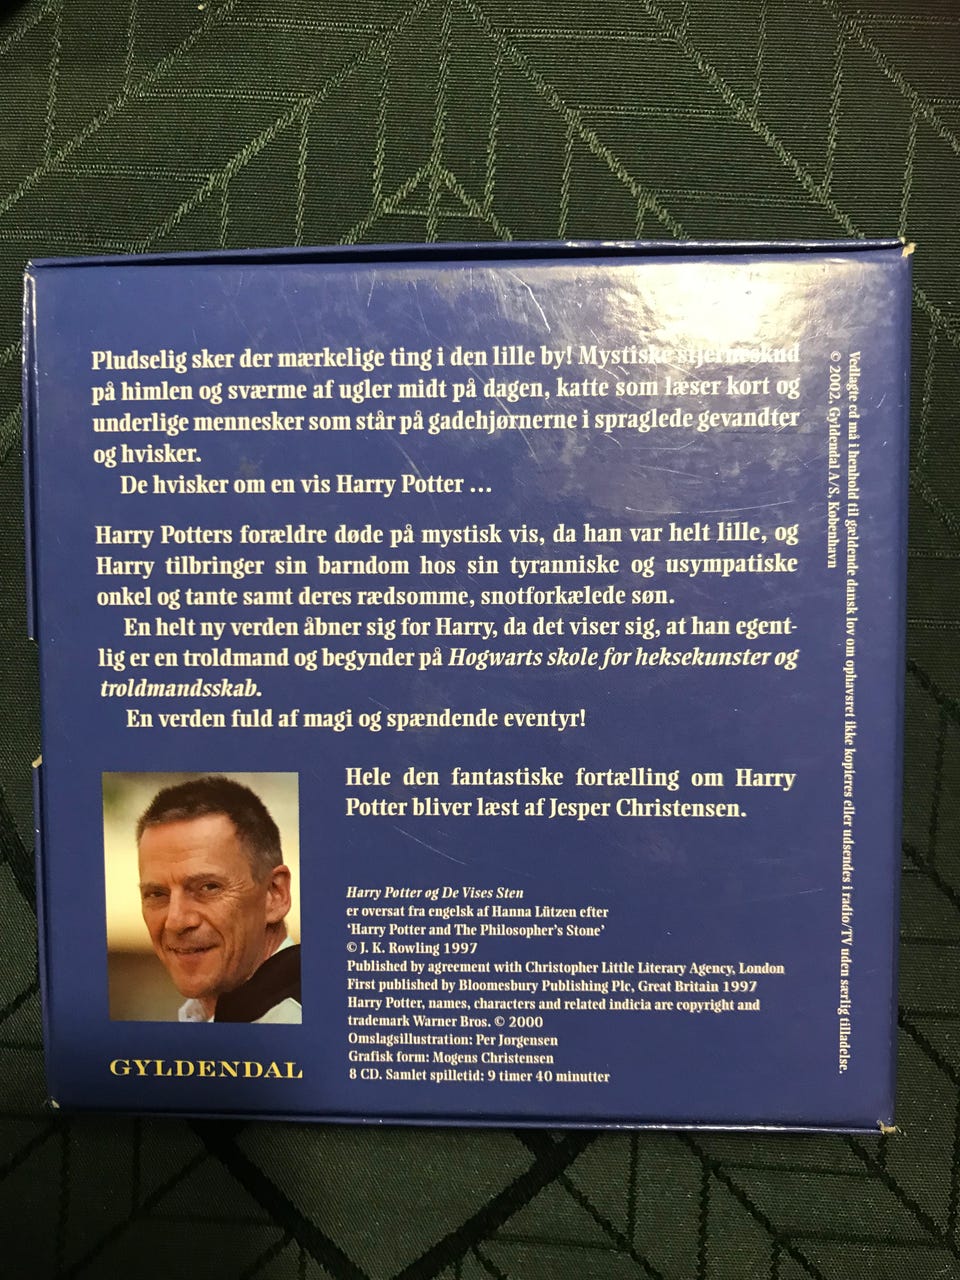 Pludselig sker der mærkelige ting i den lille by! Mystiske stjerneskud
på himlen og sværme af ugler midt på dagen, katte som læser kort og
underlige mennesker som står på gadehjørnerne i spraglede gevandter
og hvisker.
De hvisker om en vis Harry Potter ...
Harry Potters forældre døde på mystisk vis, da han var helt lille, og
Harry tilbringer sin barndom hos sin tyranniske og usympatiske
onkel og tante samt deres rædsomme, snotforkælede søn.
En helt ny verden åbner sig for Harry, da det viser sig, at han egent-
lig er en troldmand og begynder på Hogwarts skole for heksekunster og
troldmandsskab.
En verden fuld af magi og spændende eventyr!
Hele den fantastiske fortælling om Harry
Potter bliver læst af Jesper Christensen.
Harry Potter og De Vises Sten
er oversat fra engelsk af Hanna Lützen efter
'Harry Potter and The Philosopher's Stone'
© J. K. Rowling 1997
Published by agreement with Christopher Little Literary Agency, London
First published by Bloomesbury Publishing Plc, Great Britain 1997
Harry Potter, names, characters and related indicia are copyright and
trademark Warner Bros. © 2000
Omslagsillustration: Per Jørgensen
Grafisk form: Mogens Christensen
8 CD. Samlet spilletid: 9 timer 40 minutter
GYLDENDAL
Vedlagte cd må i henhold til gældende dansk lov om ophavsret ikke kopieres eller udsendes i radio/TV uden særlig tilladelse.
© 2002. Gyldendal A/S, København